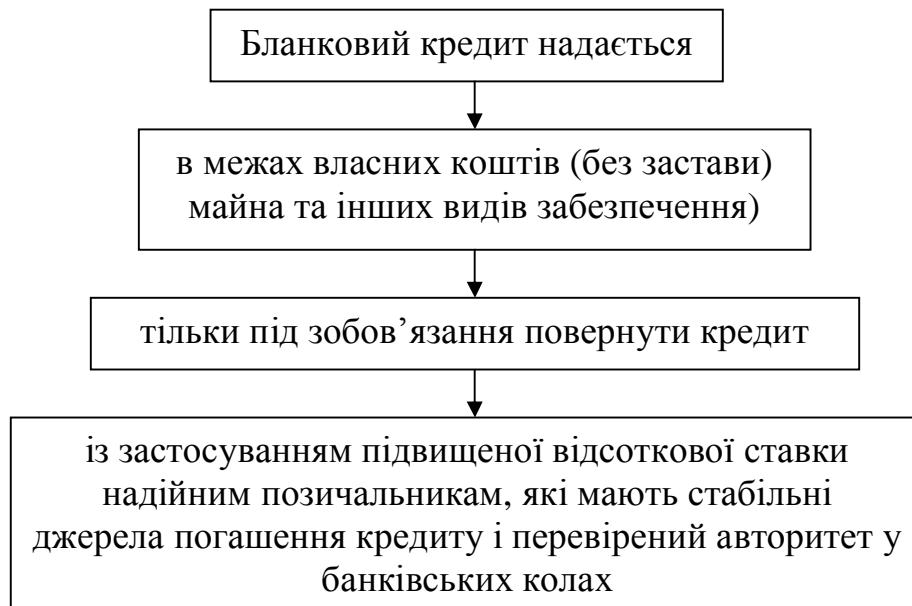 Бланковий кредит надається
в межах власних коштів (без застави)
майна та інших видів забезпечення)
тільки під зобов’язання повернути кредит
із застосуванням підвищеної відсоткової ставки
надійним позичальникам, які мають стабільні
джерела погашення кредиту і перевірений авторитет у
банківських колах